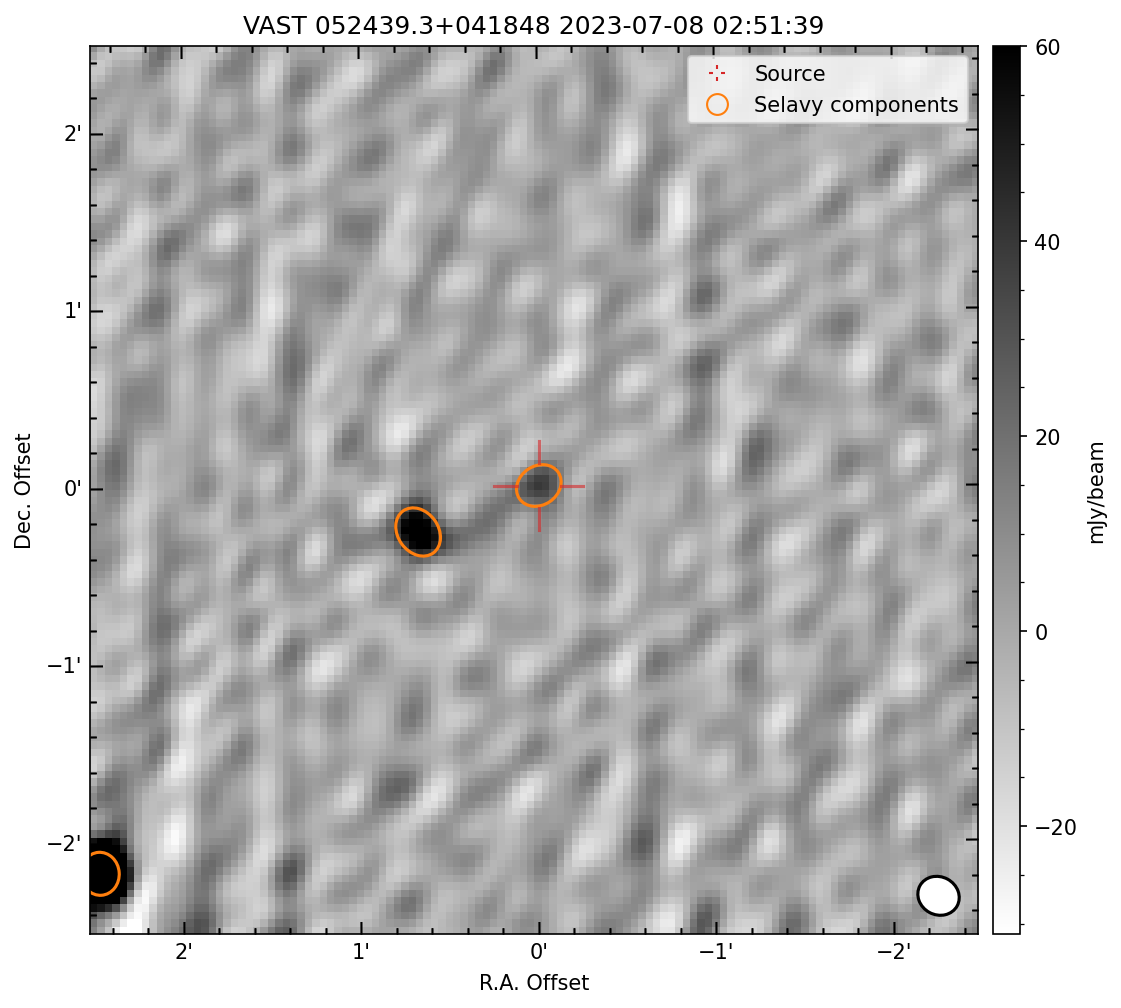 VAST 052439.3+041848 2023-07-08 02:51:39
Source
Selavy components
60
40
20
0
−20
mJy/beam
2'
1'
0'
−1'
−2'
Dec. Offset
2'
1'
0'
−1'
−2'
R.A. Offset